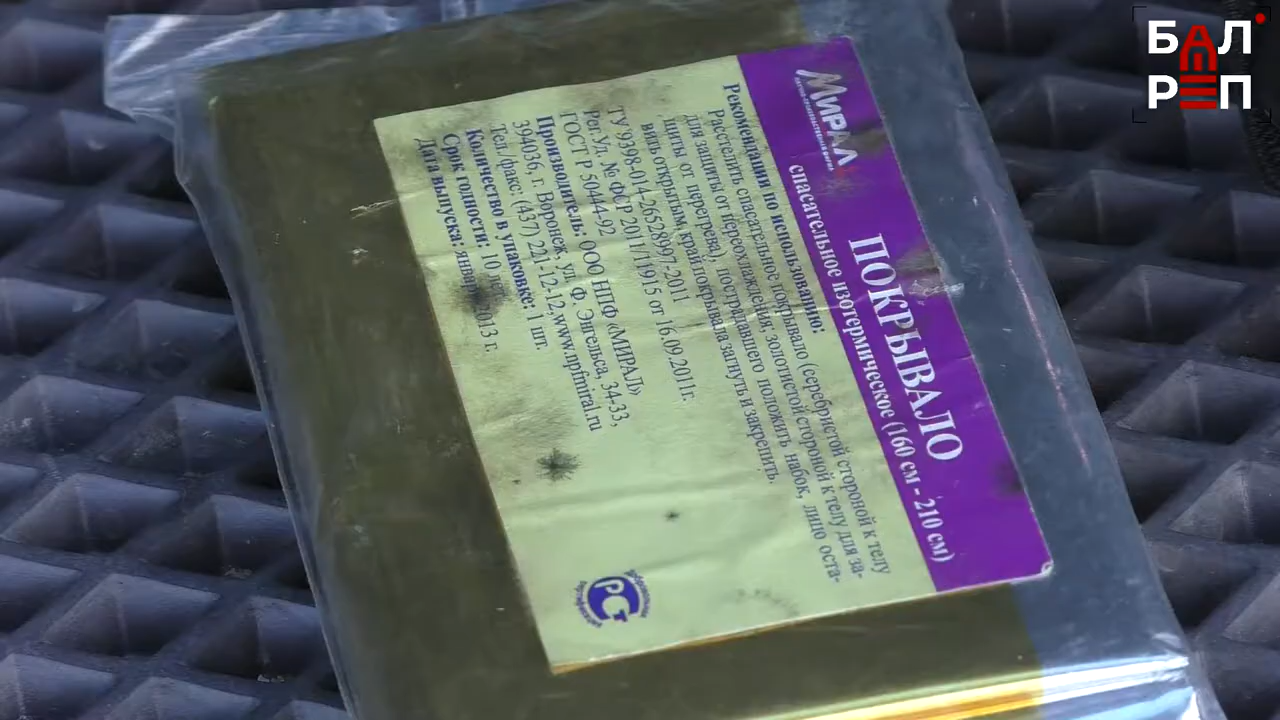 БАЛ
РЕП
МИРАЛ
ПОКРЫВАЛО
спасательное изотермическое (160 см - 210 см)
Рекомендации по использованию:
Расстелить спасательное покрывало (серебристой стороной к телу
для защиты от переохлаждения; золотистой стороной к телу для за-
щиты от перегрева), пострадавшего положить набок, лицо оста-
вить открытым, край покрывала загнуть и закрепить.
ТУ 9398-014-26528997-2011
Рег. Уд. № ФСР 2011/11915 от 16.09.2011г.
ГОСТ Р 50444-92
Производитель: ООО НПФ «МИРАЛ»
394036, г. Воронеж, ул. Ф. Энгельса, 34-33,
Тел./факс: (437) 221-12-12, www.npfmiral.ru
Количество в упаковке: 1 шт.
Срок годности: 10 лет
Дата выпуска: январь 2013 г.
РСТ